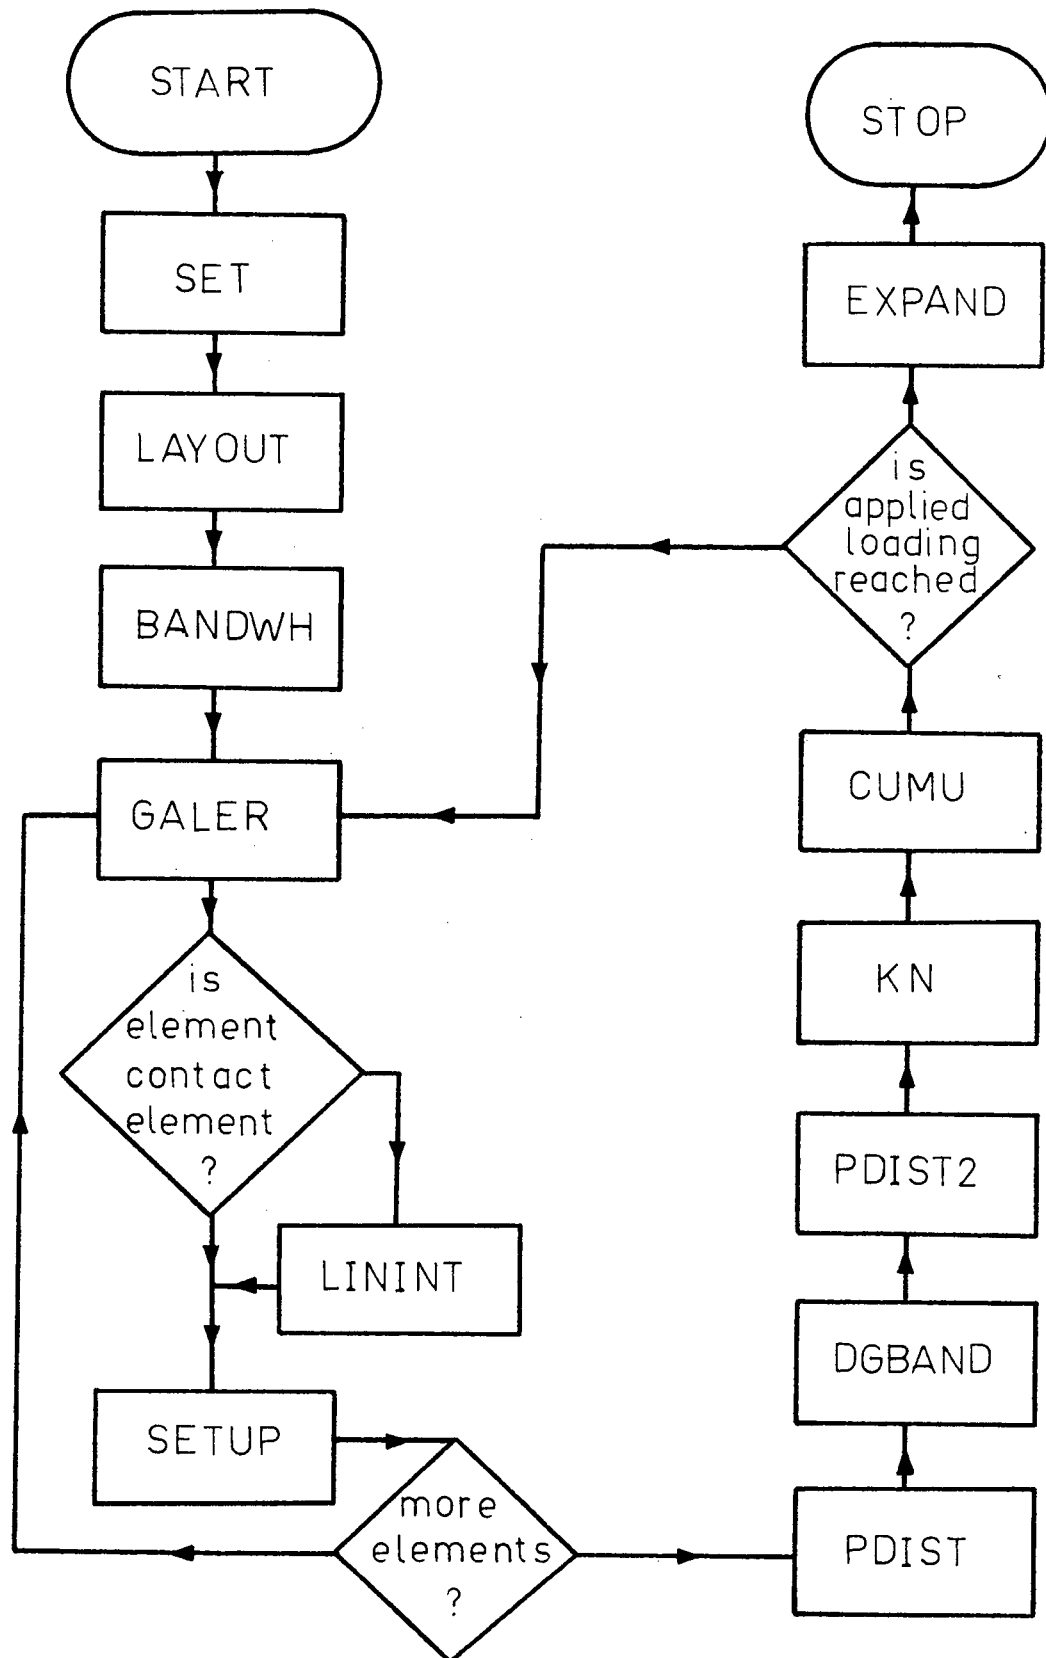 START
SET
LAYOUT
BANDWH
GALER
is
element
contact
element
?
LININT
SETUP
more
elements
?
PDIST
DGBAND
PDIST2
KN
CUMU
is
applied
loading
reached
?
EXPAND
STOP